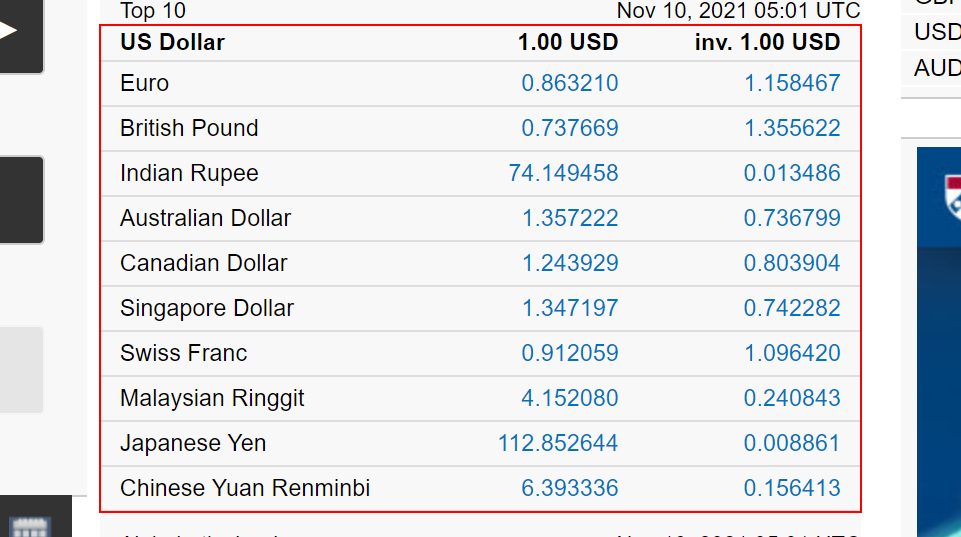 Top 10 Nov 10, 2021 05:01 UTC
US Dollar 1.00 USD inv. 1.00 USD
Euro 0.863210 1.158467
British Pound 0.737669 1.355622
Indian Rupee 74.149458 0.013486
Australian Dollar 1.357222 0.736799
Canadian Dollar 1.243929 0.803904
Singapore Dollar 1.347197 0.742282
Swiss Franc 0.912059 1.096420
Malaysian Ringgit 4.152080 0.240843
Japanese Yen 112.852644 0.008861
Chinese Yuan Renminbi 6.393336 0.156413
USD
AUD